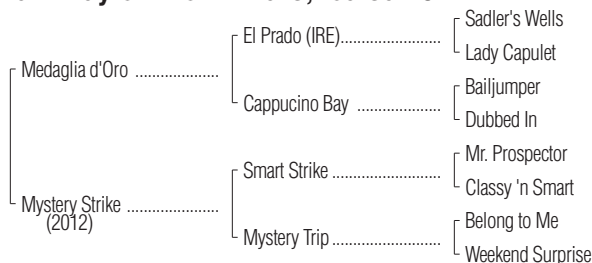 Sadler's Wells
El Prado (IRE)....................
Lady Capulet
Medaglia d'Oro ....................
Bailjumper
Cappucino Bay ....................
Dubbed In
Mr. Prospector
Smart Strike ....................
Classy 'n Smart
Mystery Strike ......................
(2012)
Belong to Me
Mystery Trip..........................
Weekend Surprise